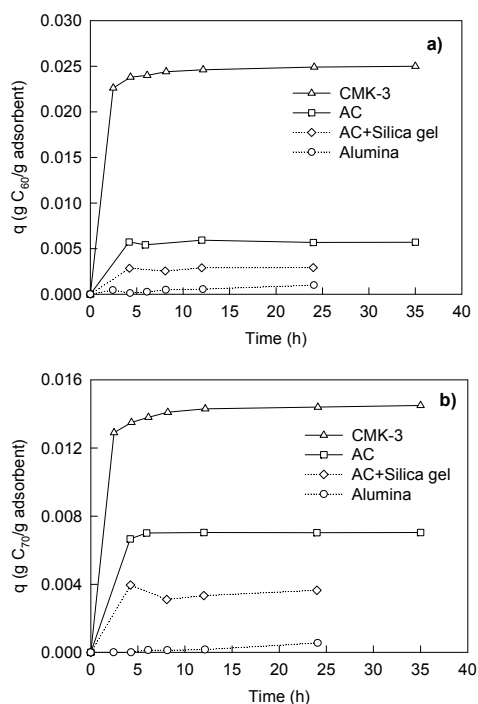 a)
0.030
0.025
0.020
0.015
0.010
0.005
0.000
q (g C60/g adsorbent)
CMK-3
AC
AC+Silica gel
Alumina
0 5 10 15 20 25 30 35 40
Time (h)
b)
0.016
0.012
0.008
0.004
0.000
q (g C70/g adsorbent)
CMK-3
AC
AC+Silica gel
Alumina
0 5 10 15 20 25 30 35 40
Time (h)